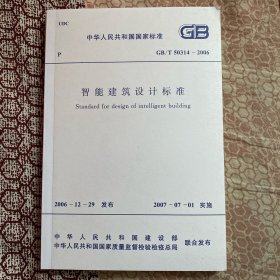 UDC
中华人民共和国国家标准 GB
P GB/T 50314－2006
智能建筑设计标准
Standard for design of intelligent building
2006－12－29 发布 2007－07－01 实施
中华人民共和国建设部
中华人民共和国国家质量监督检验检疫总局 联合发布